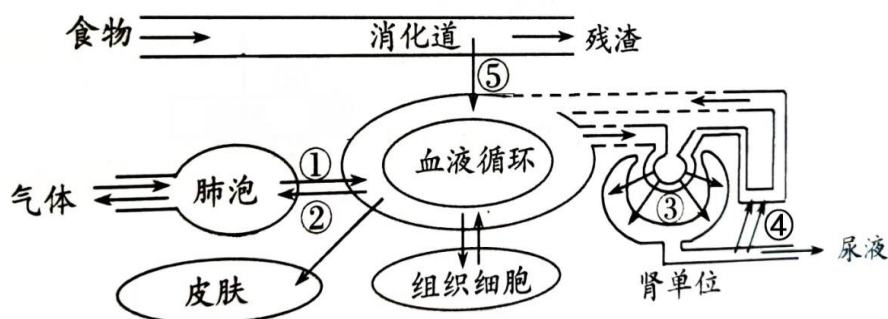 食物
消化道
残渣
⑤
血液循环
①
肺泡
气体
②
③
④
尿液
皮肤
组织细胞
肾单位